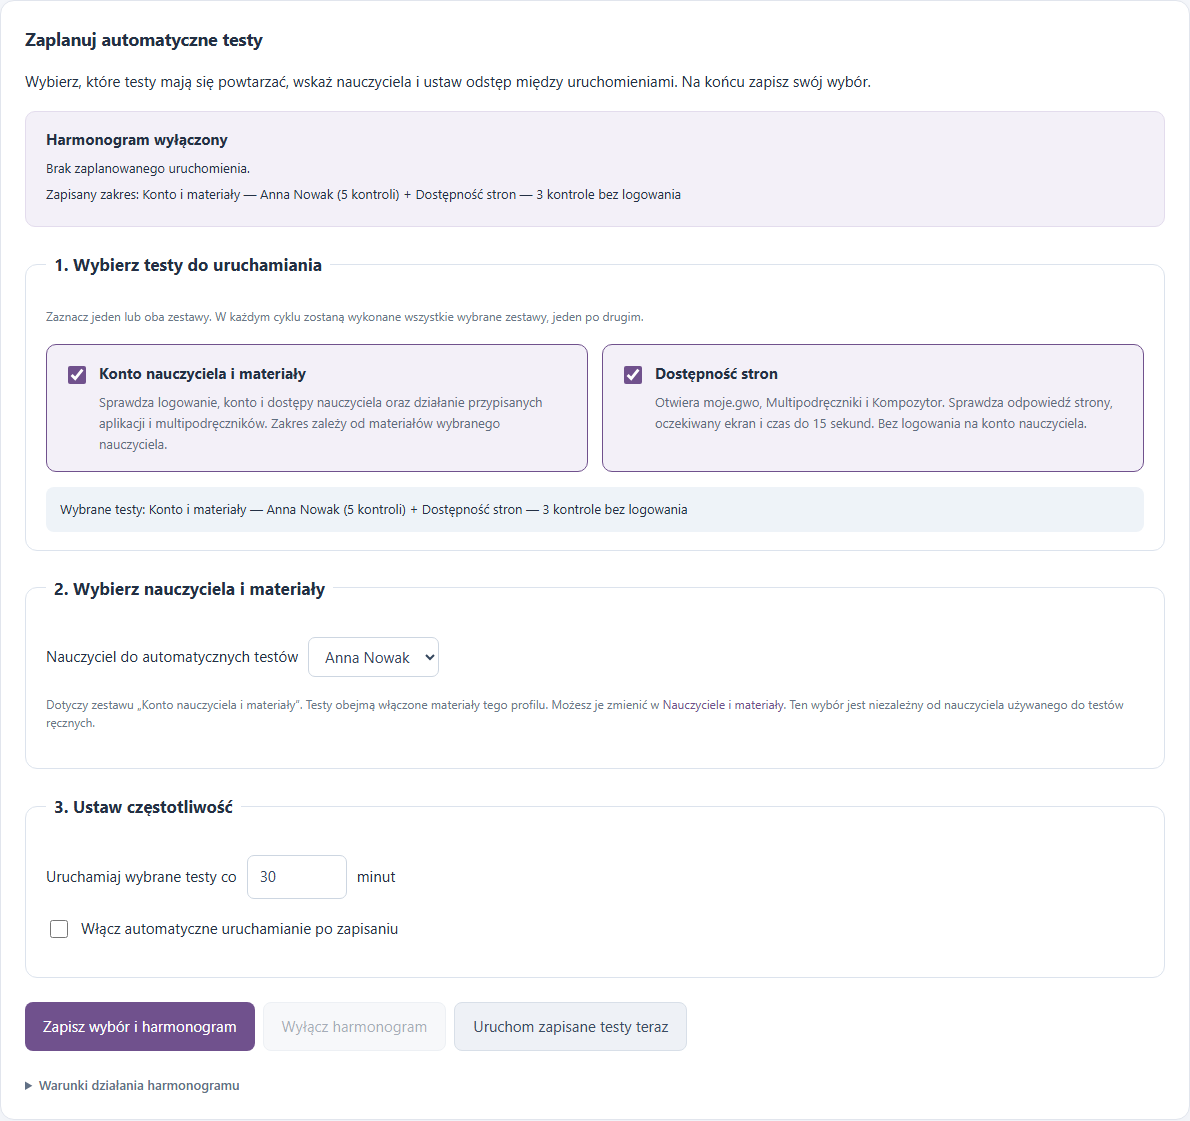 Zaplanuj automatyczne testy
Wybierz, które testy mają się powtarzać, wskaż nauczyciela i ustaw odstęp między uruchomieniami. Na końcu zapisz swój wybór.
Harmonogram wyłączony
Brak zaplanowanego uruchomienia.
Zapisany zakres: Konto i materiały — Anna Nowak (5 kontroli) + Dostępność stron — 3 kontrole bez logowania
1. Wybierz testy do uruchamiania
Zaznacz jeden lub oba zestawy. W każdym cyklu zostaną wykonane wszystkie wybrane zestawy, jeden po drugim.
Konto nauczyciela i materiały
Sprawdza logowanie, konto i dostępy nauczyciela oraz działanie przypisanych
aplikacji i multipodręczników. Zakres zależy od materiałów wybranego
nauczyciela.
Dostępność stron
Otwiera moje.gwo, Multipodręczniki i Kompozytor. Sprawdza odpowiedź strony,
oczekiwany ekran i czas do 15 sekund. Bez logowania na konto nauczyciela.
Wybrane testy: Konto i materiały — Anna Nowak (5 kontroli) + Dostępność stron — 3 kontrole bez logowania
2. Wybierz nauczyciela i materiały
Nauczyciel do automatycznych testów Anna Nowak
Dotyczy zestawu „Konto nauczyciela i materiały”. Testy obejmą włączone materiały tego profilu. Możesz je zmienić w Nauczyciele i materiały. Ten wybór jest niezależny od nauczyciela używanego do testów
ręcznych.
3. Ustaw częstotliwość
Uruchamiaj wybrane testy co 30 minut
Włącz automatyczne uruchamianie po zapisaniu
Zapisz wybór i harmonogram Wyłącz harmonogram Uruchom zapisane testy teraz
Warunki działania harmonogramu